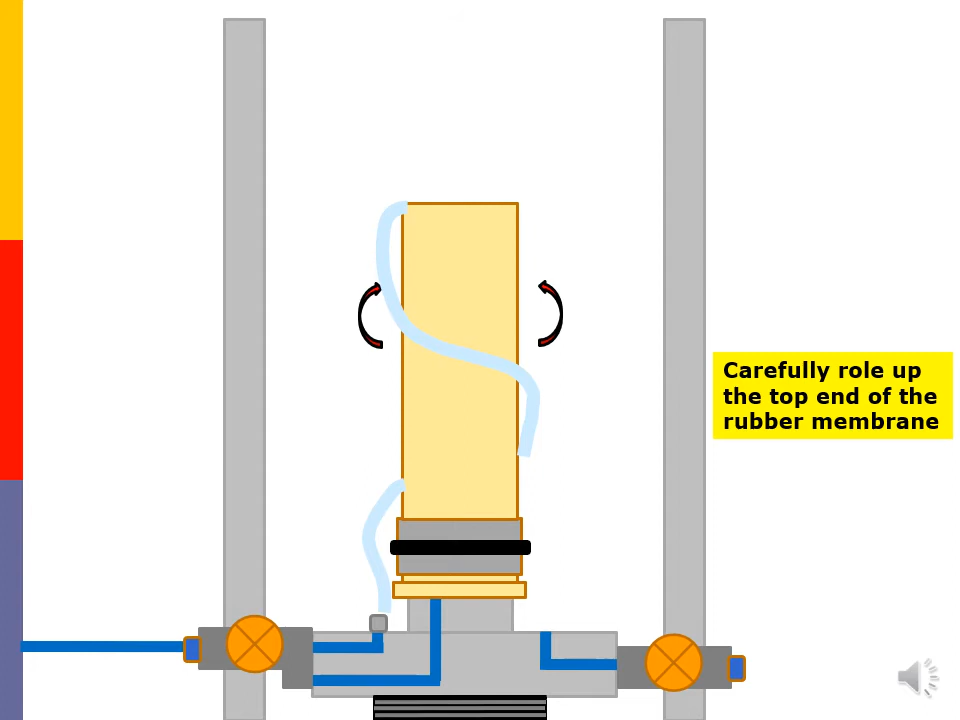 Carefully role up
the top end of the
rubber membrane